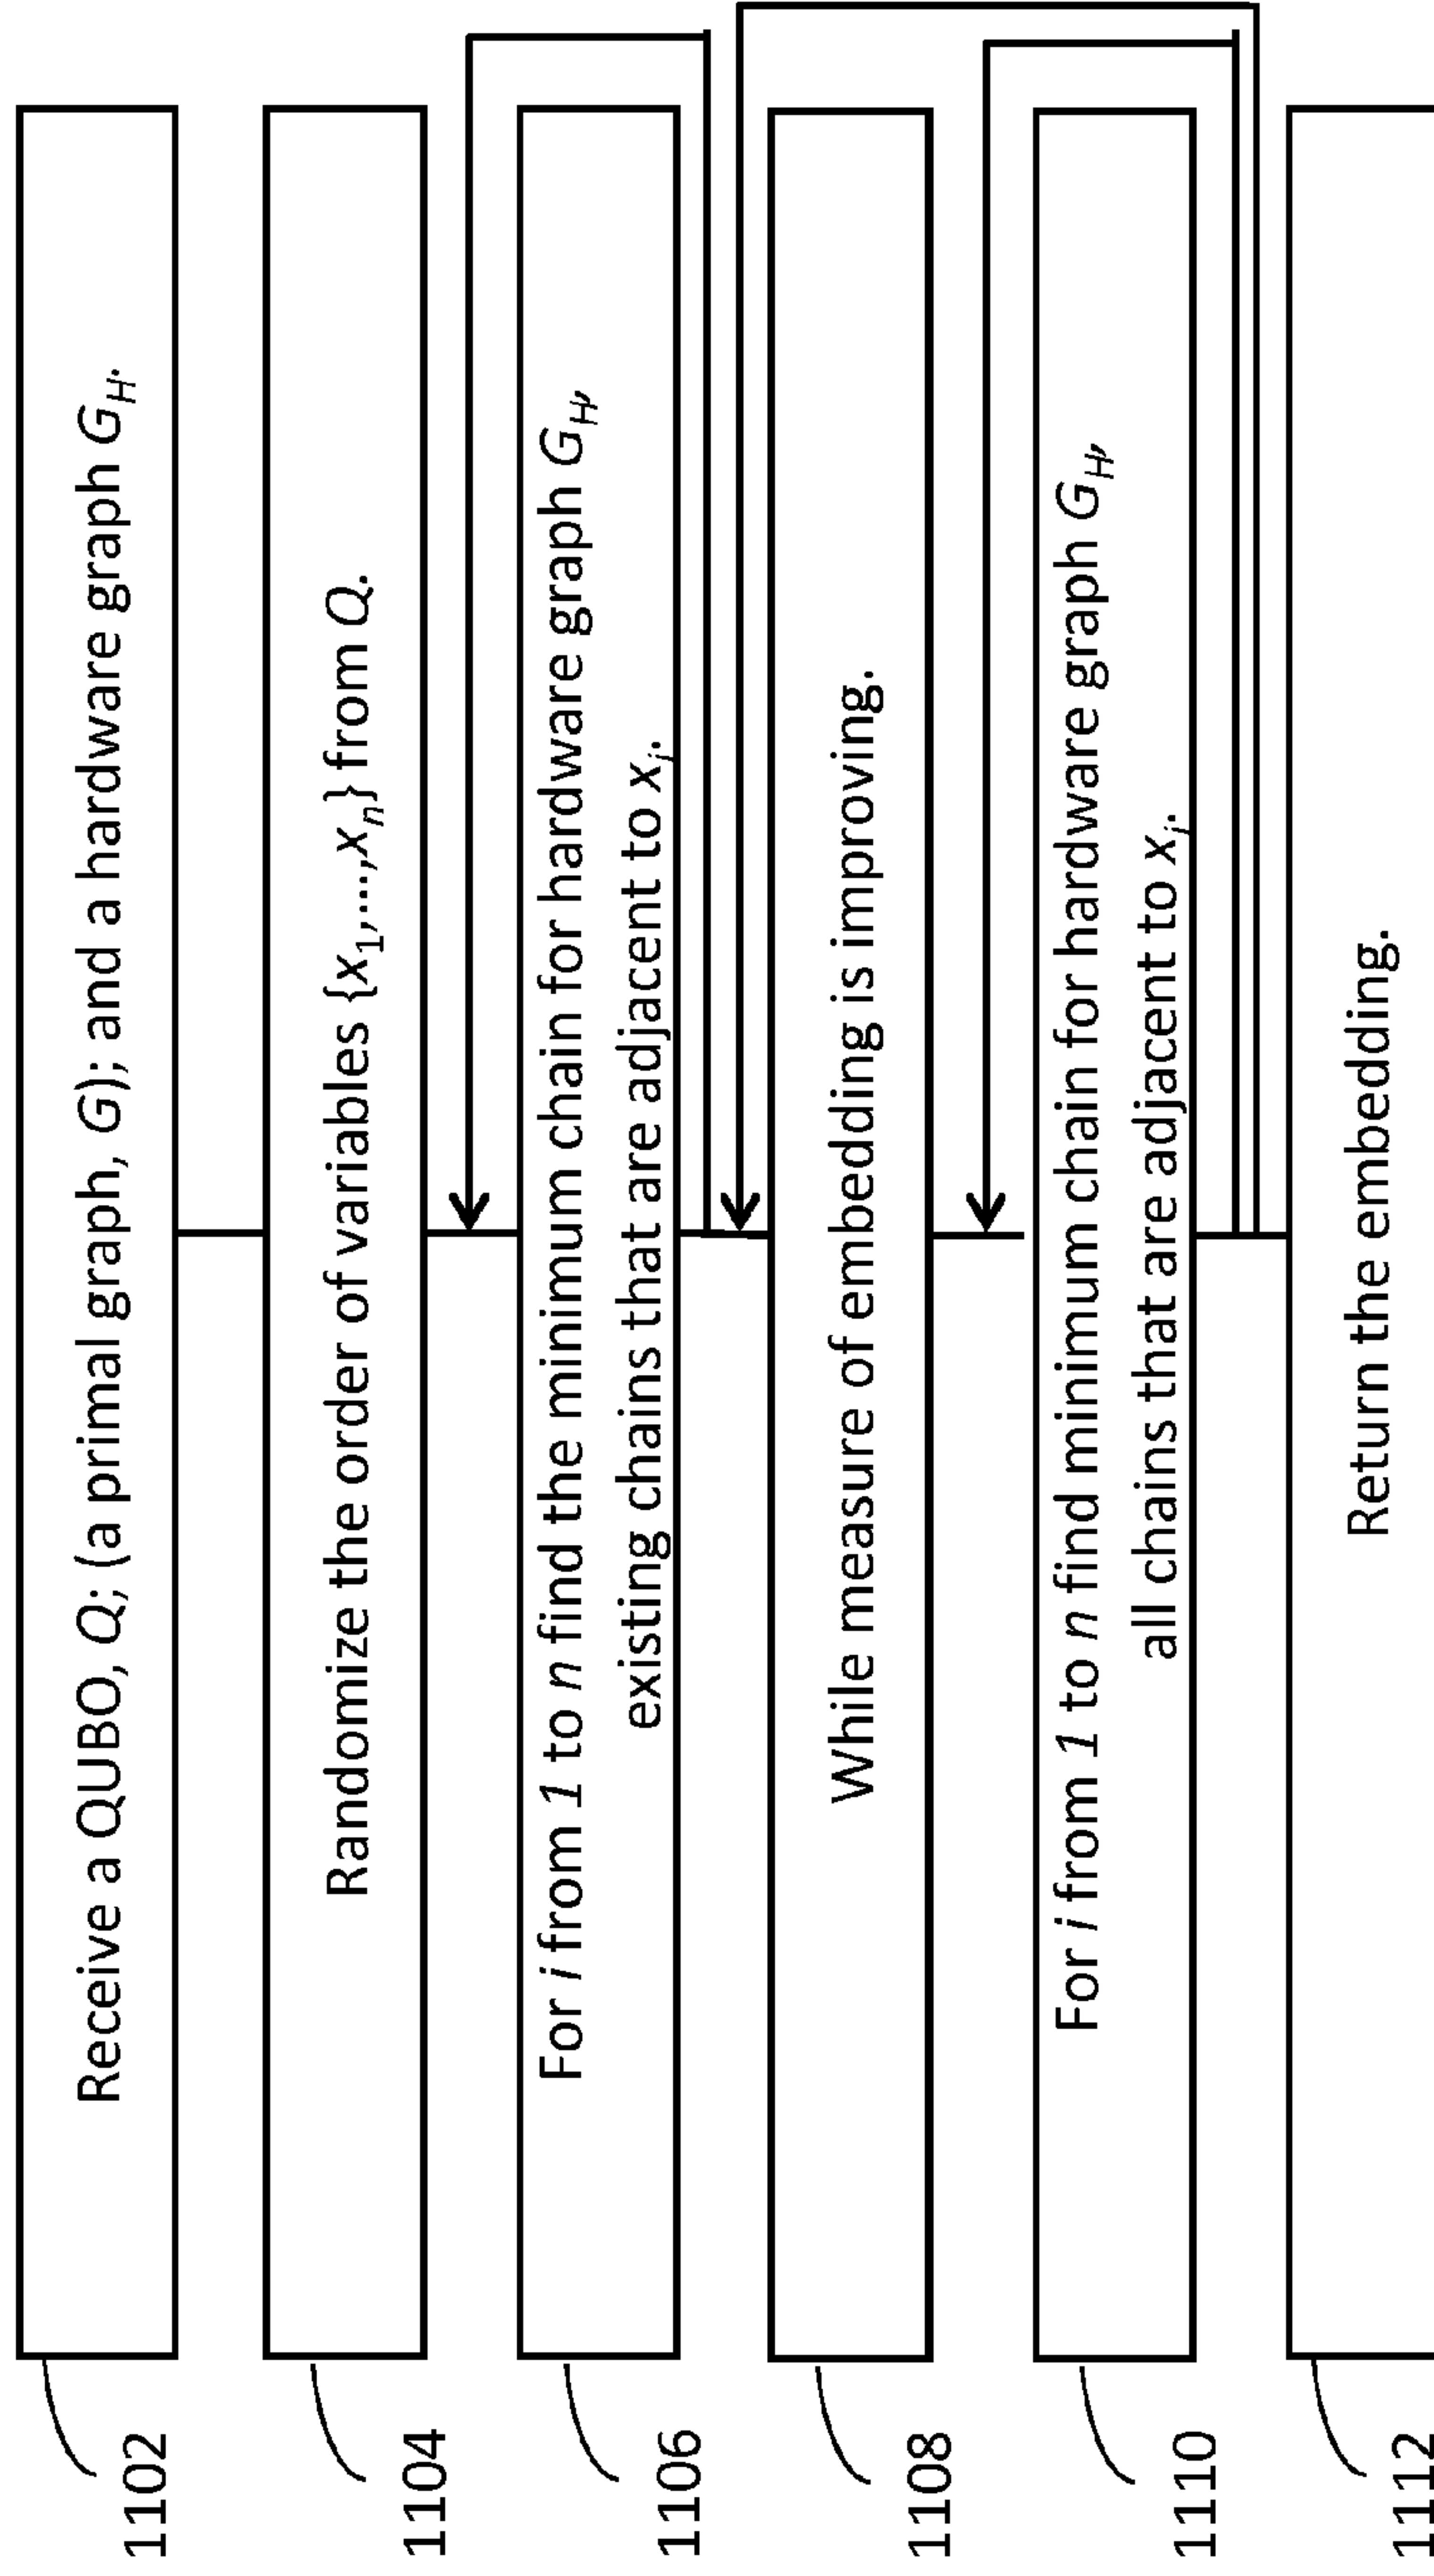 1102 Receive a QUBO, Q; (a primal graph, G); and a hardware graph G_H.
1104 Randomize the order of variables {x_1,...,x_n} from Q.
1106 For i from 1 to n find the minimum chain for hardware graph G_H,
existing chains that are adjacent to x_i.
1108 While measure of embedding is improving.
1110 For i from 1 to n find minimum chain for hardware graph G_H,
all chains that are adjacent to x_i.
1112 Return the embedding.